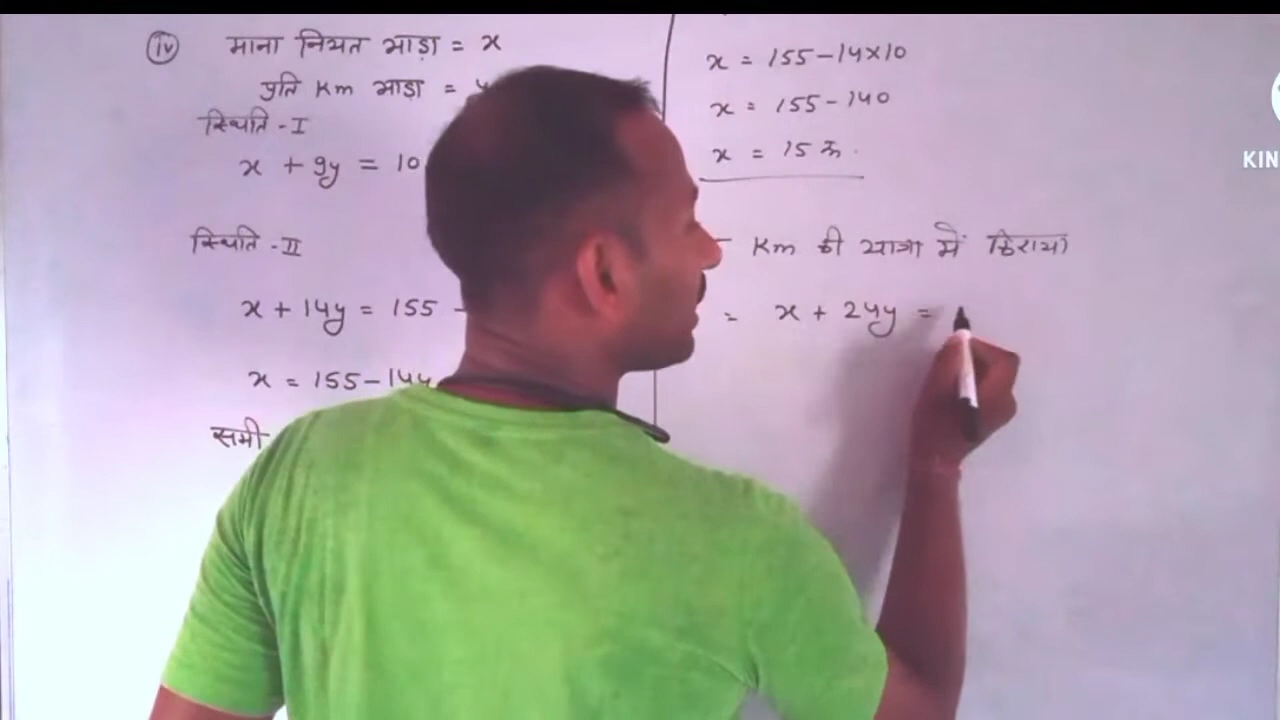 iv माना नियत भाड़ा = x
प्रति Km भाड़ा =
स्थिति - I
x + 9y = 10
स्थिति - II
x + 14y = 155 -
x = 155 - 14y
समी
x = 155 - 14 × 10
x = 155 - 140
x = 15 रु.
Km की यात्रा में किराया
= x + 24y =
KIN